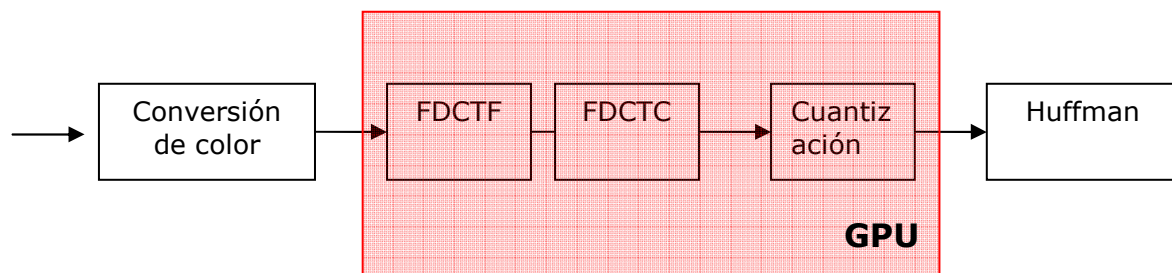 Conversión
de color
FDCTF
FDCTC
Cuantiz
ación
Huffman
GPU